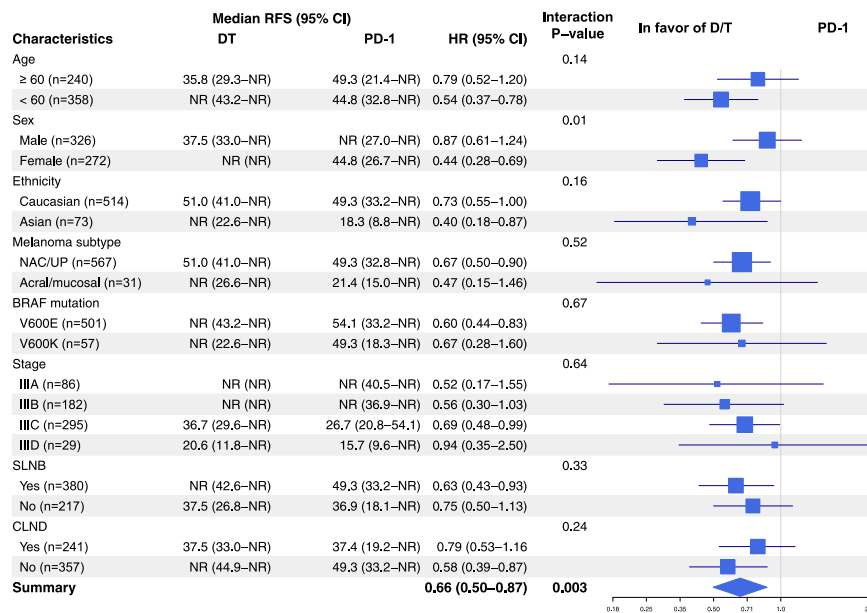 Median RFS (95% CI) Interaction
Characteristics DT PD-1 HR (95% CI) P-value In favor of D/T PD-1
Age 0.14
≥ 60 (n=240) 35.8 (29.3–NR) 49.3 (21.4–NR) 0.79 (0.52–1.20)
< 60 (n=358) NR (43.2–NR) 44.8 (32.8–NR) 0.54 (0.37–0.78)
Sex 0.01
Male (n=326) 37.5 (33.0–NR) NR (27.0–NR) 0.87 (0.61–1.24)
Female (n=272) NR (NR) 44.8 (26.7–NR) 0.44 (0.28–0.69)
Ethnicity 0.16
Caucasian (n=514) 51.0 (41.0–NR) 49.3 (33.2–NR) 0.73 (0.55–1.00)
Asian (n=73) NR (22.6–NR) 18.3 (8.8–NR) 0.40 (0.18–0.87)
Melanoma subtype 0.52
NAC/UP (n=567) 51.0 (41.0–NR) 49.3 (32.8–NR) 0.67 (0.50–0.90)
Acral/mucosal (n=31) NR (26.6–NR) 21.4 (15.0–NR) 0.47 (0.15–1.46)
BRAF mutation 0.67
V600E (n=501) NR (43.2–NR) 54.1 (33.2–NR) 0.60 (0.44–0.83)
V600K (n=57) NR (22.6–NR) 49.3 (18.3–NR) 0.67 (0.28–1.60)
Stage 0.64
IIIA (n=86) NR (NR) NR (40.5–NR) 0.52 (0.17–1.55)
IIIB (n=182) NR (NR) NR (36.9–NR) 0.56 (0.30–1.03)
IIIC (n=295) 36.7 (29.6–NR) 26.7 (20.8–54.1) 0.69 (0.48–0.99)
IIID (n=29) 20.6 (11.8–NR) 15.7 (9.6–NR) 0.94 (0.35–2.50)
SLNB 0.33
Yes (n=380) NR (42.6–NR) 49.3 (33.2–NR) 0.63 (0.43–0.93)
No (n=217) 37.5 (26.8–NR) 36.9 (18.1–NR) 0.75 (0.50–1.13)
CLND 0.24
Yes (n=241) 37.5 (33.0–NR) 37.4 (19.2–NR) 0.79 (0.53–1.16
No (n=357) NR (44.9–NR) 49.3 (33.2–NR) 0.58 (0.39–0.87)
Summary 0.66 (0.50–0.87) 0.003
0.18 0.25 0.35 0.50 0.71 1.0